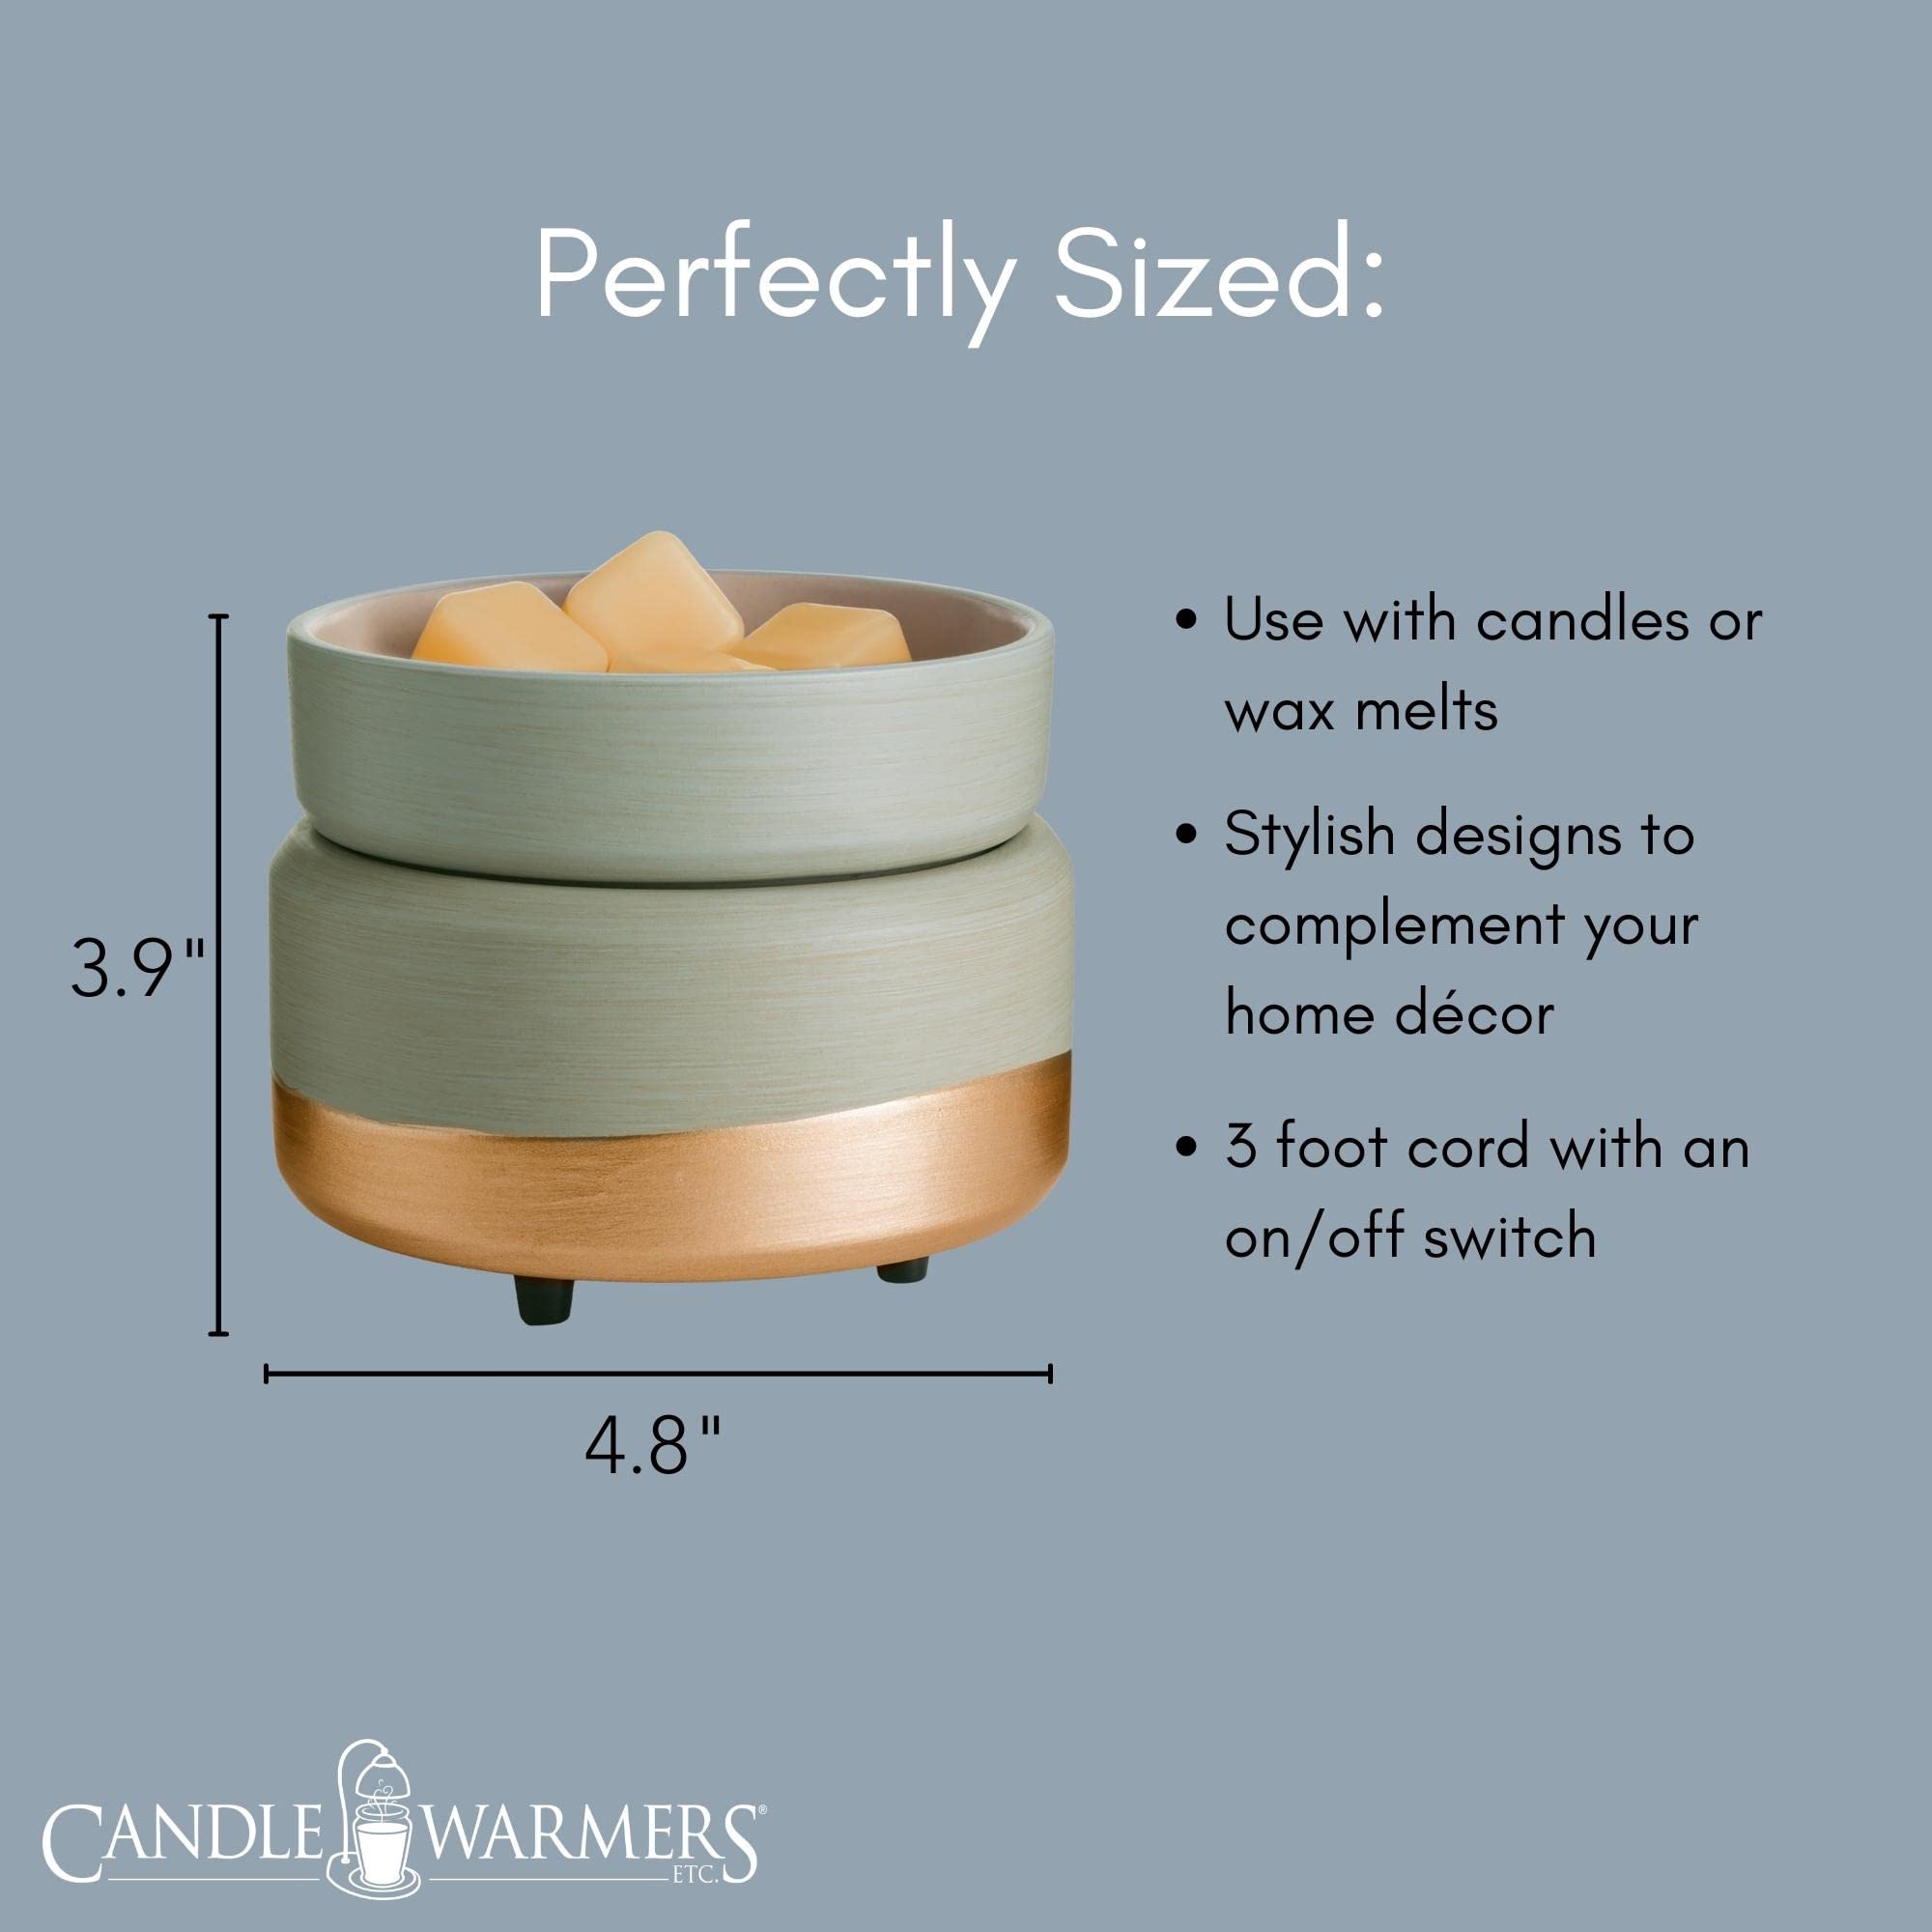 Perfectly Sized:
3.9"
4.8"
• Use with candles or
wax melts
• Stylish designs to
complement your
home décor
• 3 foot cord with an
on/off switch
CANDLE WARMERS®
ETC.